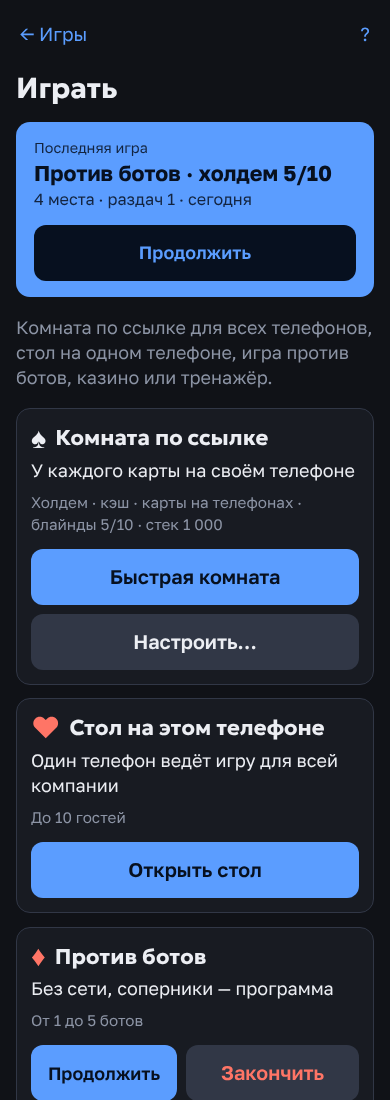 ← Игры
?
Играть
Последняя игра
Против ботов · холдем 5/10
4 места · раздач 1 · сегодня
Продолжить
Комната по ссылке для всех телефонов,
стол на одном телефоне, игра против
ботов, казино или тренажёр.
♠ Комната по ссылке
У каждого карты на своём телефоне
Холдем · кэш · карты на телефонах ·
блайнды 5/10 · стек 1 000
Быстрая комната
Настроить…
♥ Стол на этом телефоне
Один телефон ведёт игру для всей
компании
До 10 гостей
Открыть стол
♦ Против ботов
Без сети, соперники — программа
От 1 до 5 ботов
Продолжить
Закончить